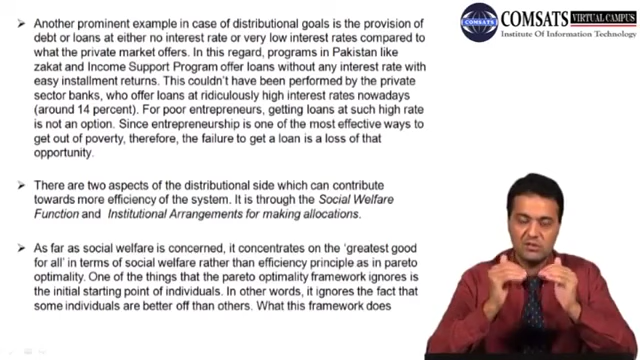 COMSATS VIRTUAL CAMPUS
Institute Of Information Technology
Another prominent example in case of distributional goals is the provision of
debt or loans at either no interest rate or very low interest rates compared to
what the private market offers. In this regard, programs in Pakistan like
zakat and Income Support Program offer loans without any interest rate with
easy installment returns. This couldn't have been performed by the private
sector banks, who offer loans at ridiculously high interest rates nowadays
(around 14 percent). For poor entrepreneurs, getting loans at such high rate
is not an option. Since entrepreneurship is one of the most effective ways to
get out of poverty, therefore, the failure to get a loan is a loss of that
opportunity.
There are two aspects of the distributional side which can contribute
towards more efficiency of the system. It is through the Social Welfare
Function and Institutional Arrangements for making allocations.
As far as social welfare is concerned, it concentrates on the 'greatest good
for all' in terms of social welfare rather than efficiency principle as in pareto
optimality. One of the things that the pareto optimality framework ignores is
the initial starting point of individuals. In other words, it ignores the fact that
some individuals are better off than others. What this framework does